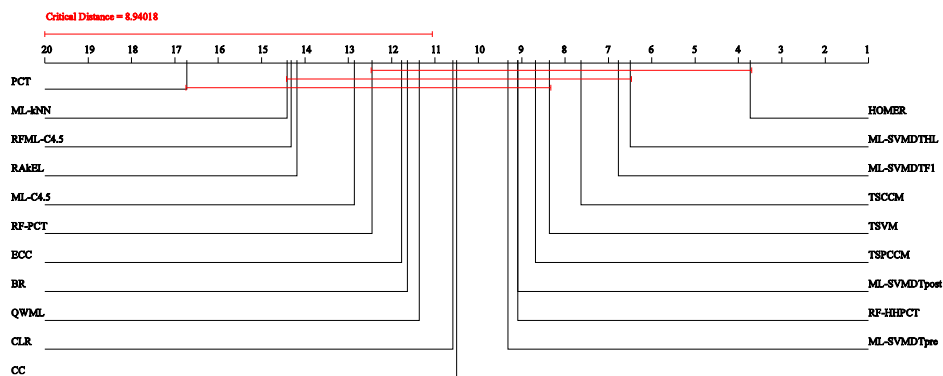 Critical Distance = 8.94018
20 19 18 17 16 15 14 13 12 11 10 9 8 7 6 5 4 3 2 1
PCT
ML-kNN HOMER
RFML-C4.5 ML-SVMDTHL
RAkEL ML-SVMDTF1
ML-C4.5 TSCCM
RF-PCT TSVM
ECC TSPCCM
BR ML-SVMDTpost
QWML RF-HHPCT
CLR ML-SVMDTpre
CC